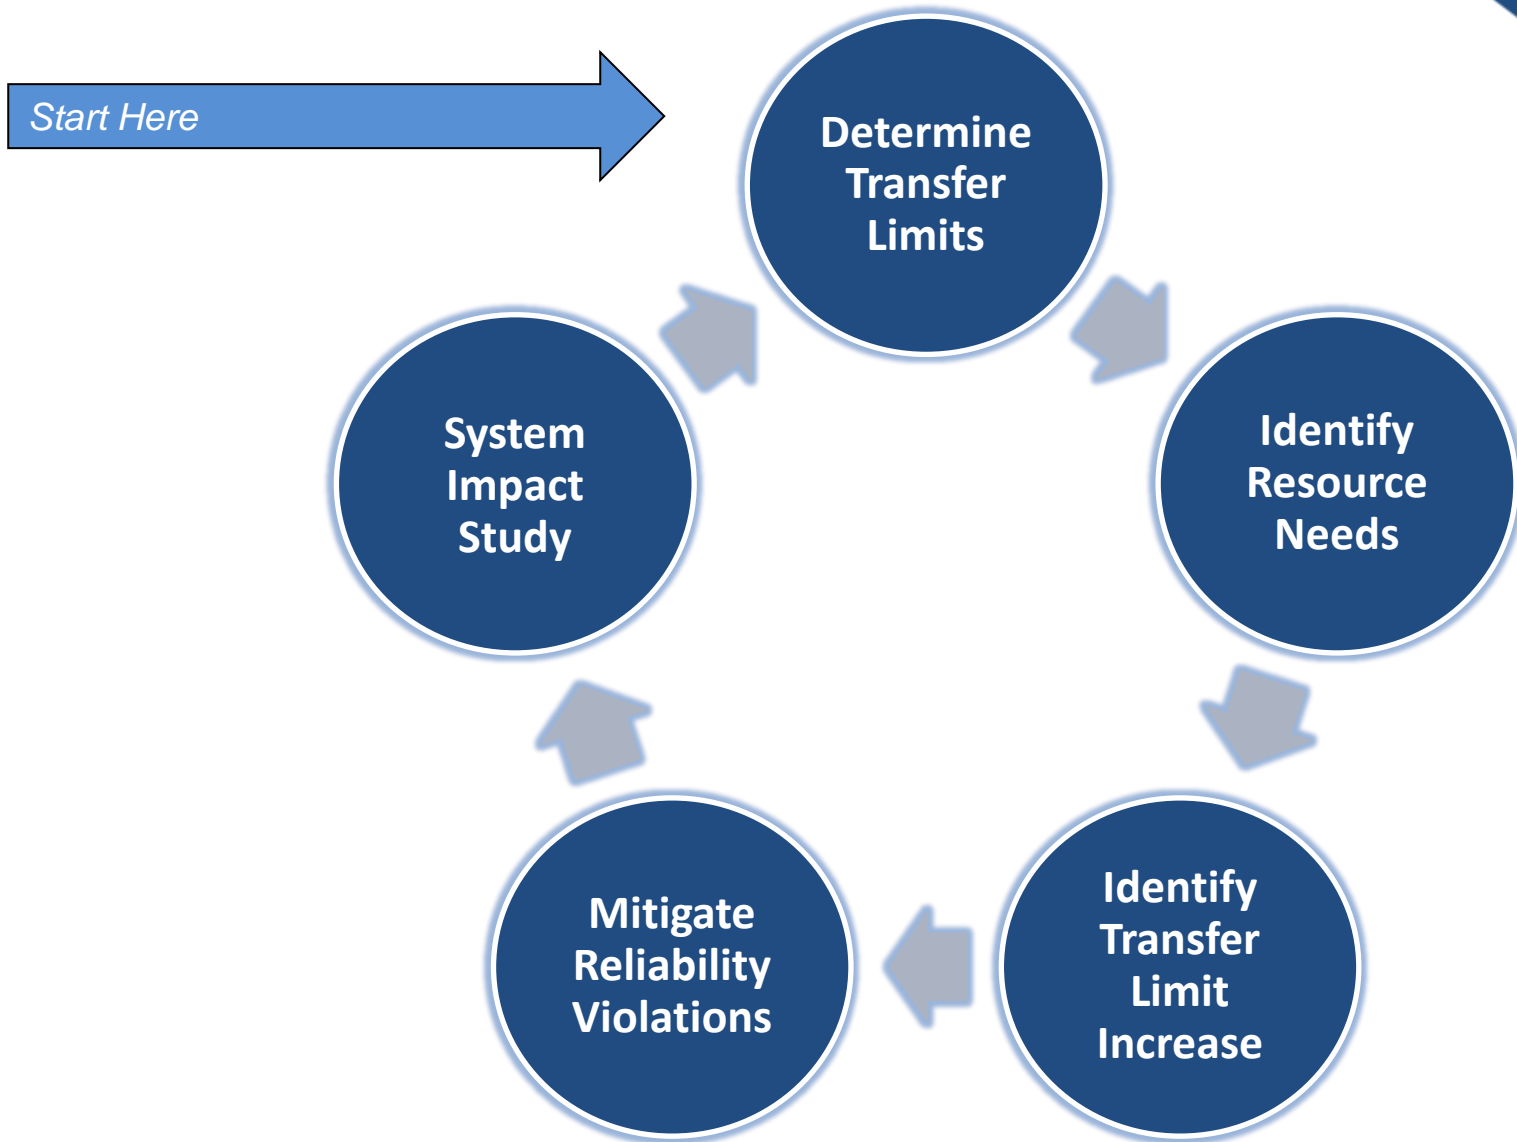 Start Here
Determine
Transfer
Limits
Identify
Resource
Needs
Identify
Transfer
Limit
Increase
Mitigate
Reliability
Violations
System
Impact
Study